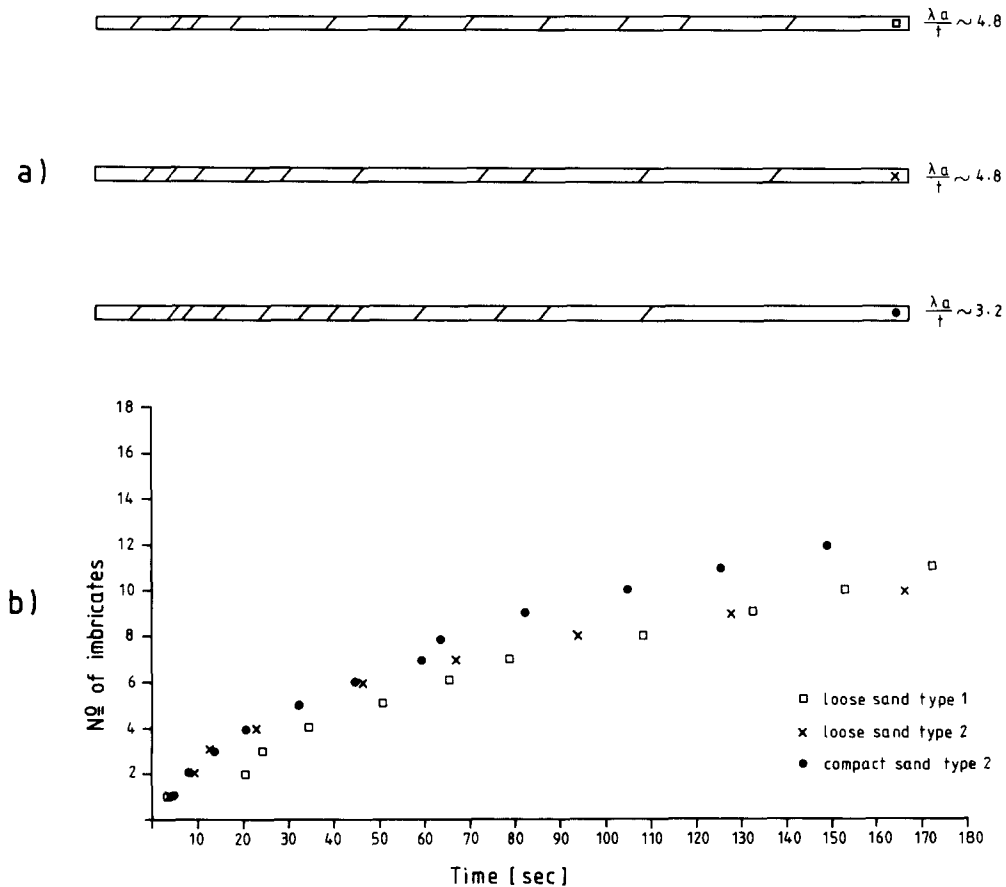 λa/t ~ 4.8
a)
λa/t ~ 4.8
λa/t ~ 3.2
b)
Nº of imbricates
18
16
14
12
10
8
6
4
2
□ loose sand type 1
× loose sand type 2
● compact sand type 2
10 20 30 40 50 60 70 80 90 100 110 120 130 140 150 160 170 180
Time [sec]